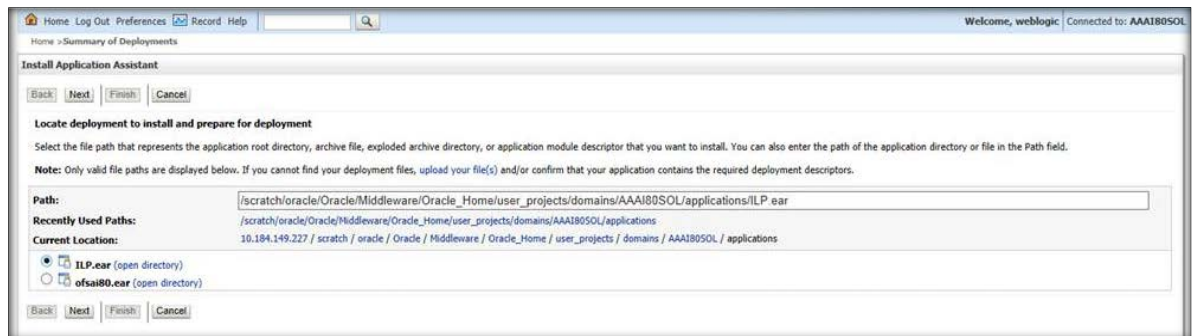 Home Log Out Preferences Record Help Welcome, weblogic Connected to: AAAI80SOL
Home >Summary of Deployments
Install Application Assistant
Back Next Finish Cancel
Locate deployment to install and prepare for deployment
Select the file path that represents the application root directory, archive file, exploded archive directory, or application module descriptor that you want to install. You can also enter the path of the application directory or file in the Path field.
Note: Only valid file paths are displayed below. If you cannot find your deployment files, upload your file(s) and/or confirm that your application contains the required deployment descriptors.
Path: /scratch/oracle/Oracle/Middleware/Oracle_Home/user_projects/domains/AAAI80SOL/applications/ILP.ear
Recently Used Paths: /scratch/oracle/Oracle/Middleware/Oracle_Home/user_projects/domains/AAAI80SOL/applications
Current Location: 10.184.149.227 / scratch / oracle / Oracle / Middleware / Oracle_Home / user_projects / domains / AAAI80SOL / applications
ILP.ear (open directory)
ofsai80.ear (open directory)
Back Next Finish Cancel